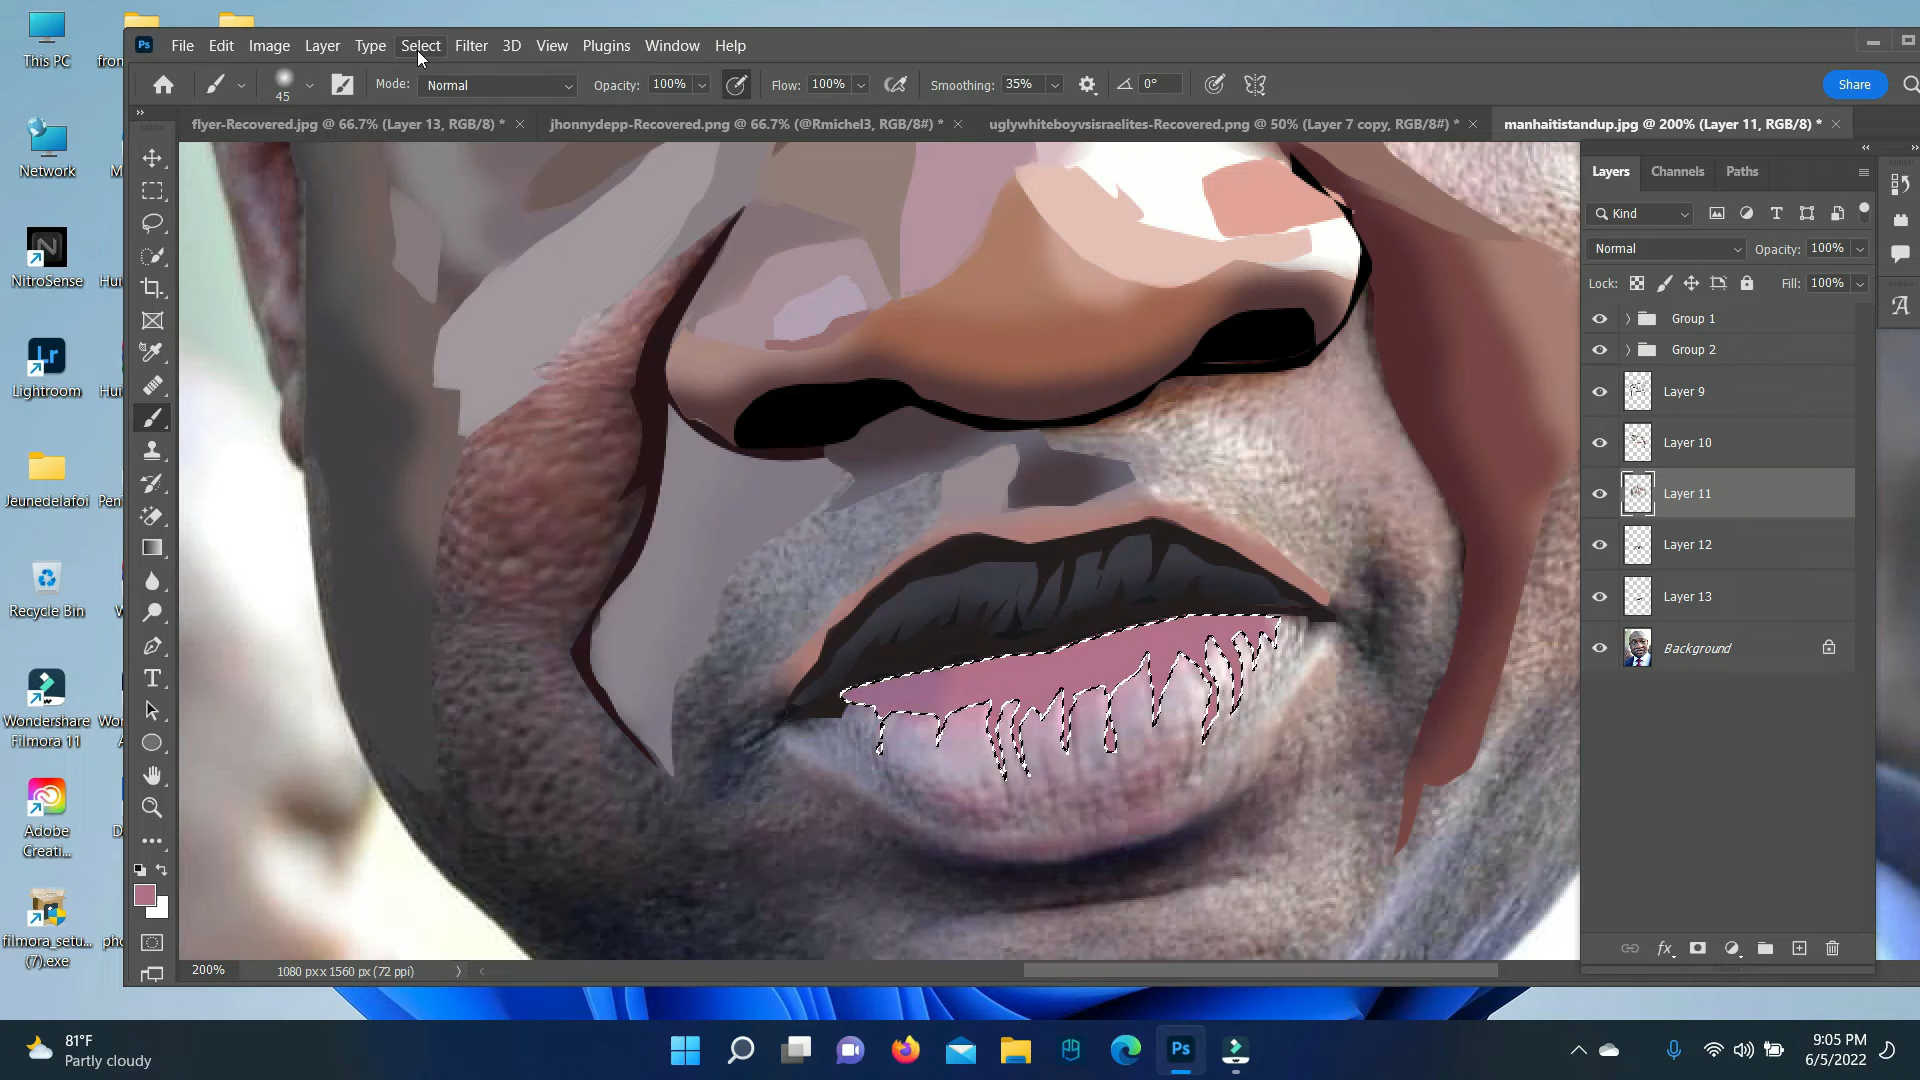 This PC
Network
NitroSense
Lightroom
Jeunedelafoi
Recycle Bin
Wondershare
Filmora 11
Adobe
Creati...
filmora_setu...
(7).exe
Ps File Edit Image Layer Type Select Filter 3D View Plugins Window Help
45 Mode: Normal Opacity: 100% Flow: 100% Smoothing: 35% 0° Share
flyer-Recovered.jpg @ 66.7% (Layer 13, RGB/8) * jhonnydepp-Recovered.png @ 66.7% (@Rmichel3, RGB/8#) * uglywhiteboyvsisraelites-Recovered.png @ 50% (Layer 7 copy, RGB/8#) * manhaitistandup.jpg @ 200% (Layer 11, RGB/8) *
Layers Channels Paths
Kind
Normal Opacity: 100%
Lock: Fill: 100%
Group 1
Group 2
Layer 9
Layer 10
Layer 11
Layer 12
Layer 13
Background
200% 1080 px x 1560 px (72 ppi)
81°F
Partly cloudy
9:05 PM
6/5/2022